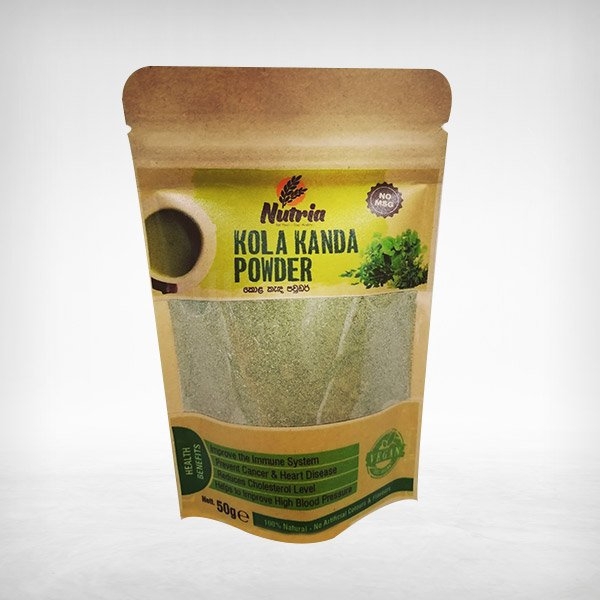 Nutria
NO
MSG
KOLA KANDA
POWDER
කොළ කැඳ පවුඩර්
HEALTH
BENEFITS
Improve the Immune System
Prevent Cancer & Heart Disease
Reduces Cholesterol Level
Helps to Improve High Blood Pressure
VEGAN
Nett. 50g e
100% Natural - No Artificial Colours & Flavours